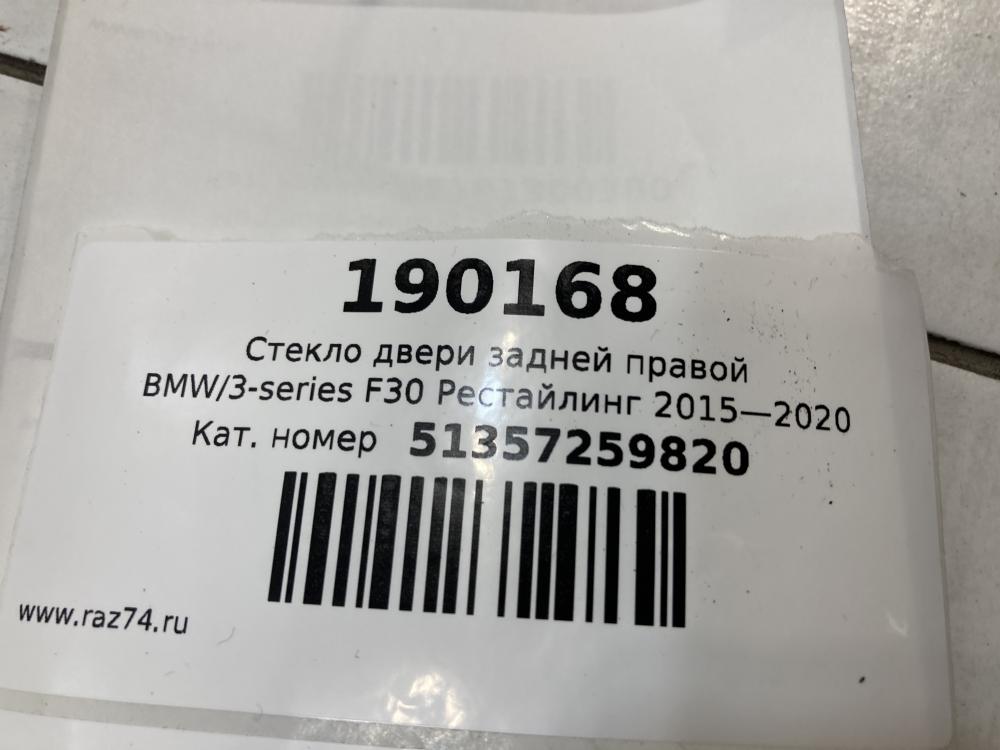 190168
Стекло двери задней правой
BMW/3-series F30 Рестайлинг 2015—2020
Кат. номер 51357259820
www.raz74.ru